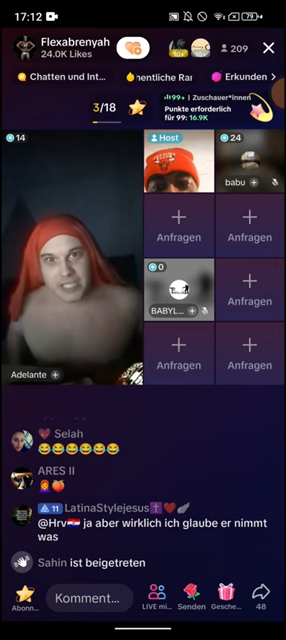 17:12
79
Flexabrenyah
24.0K Likes
209
Chatten und Int...
entliche Rar
Erkunden
3/18
99+ | Zuschauer*innen
Punkte erforderlich
für 99: 16.9K
14
Host
24
babu
Anfragen
Anfragen
0
BABYL...
Anfragen
Anfragen
Anfragen
Adelante
Selah
ARES II
11 LatinaStylejesus
@Hrv ja aber wirklich ich glaube er nimmt
was
Sahin ist beigetreten
Abonn...
Komment...
LIVE mi...
Senden
Gesche...
48